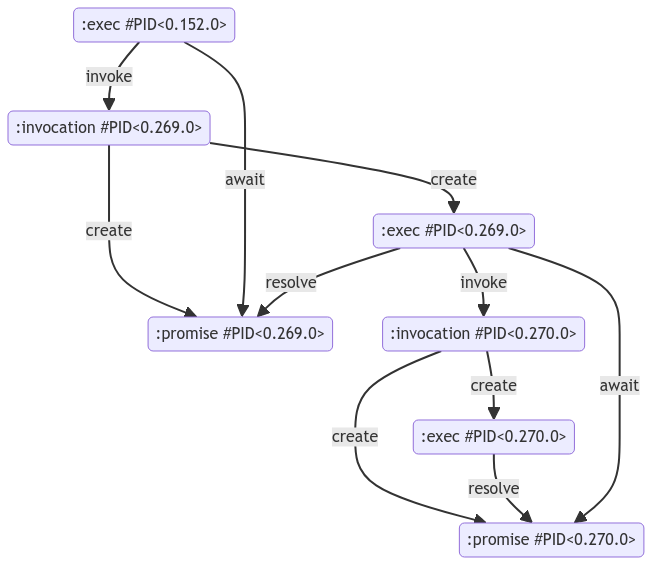 :exec #PID<0.152.0>
invoke
:invocation #PID<0.269.0>
await
create
create
:exec #PID<0.269.0>
resolve
invoke
:promise #PID<0.269.0>
:invocation #PID<0.270.0>
create
await
create
:exec #PID<0.270.0>
resolve
:promise #PID<0.270.0>